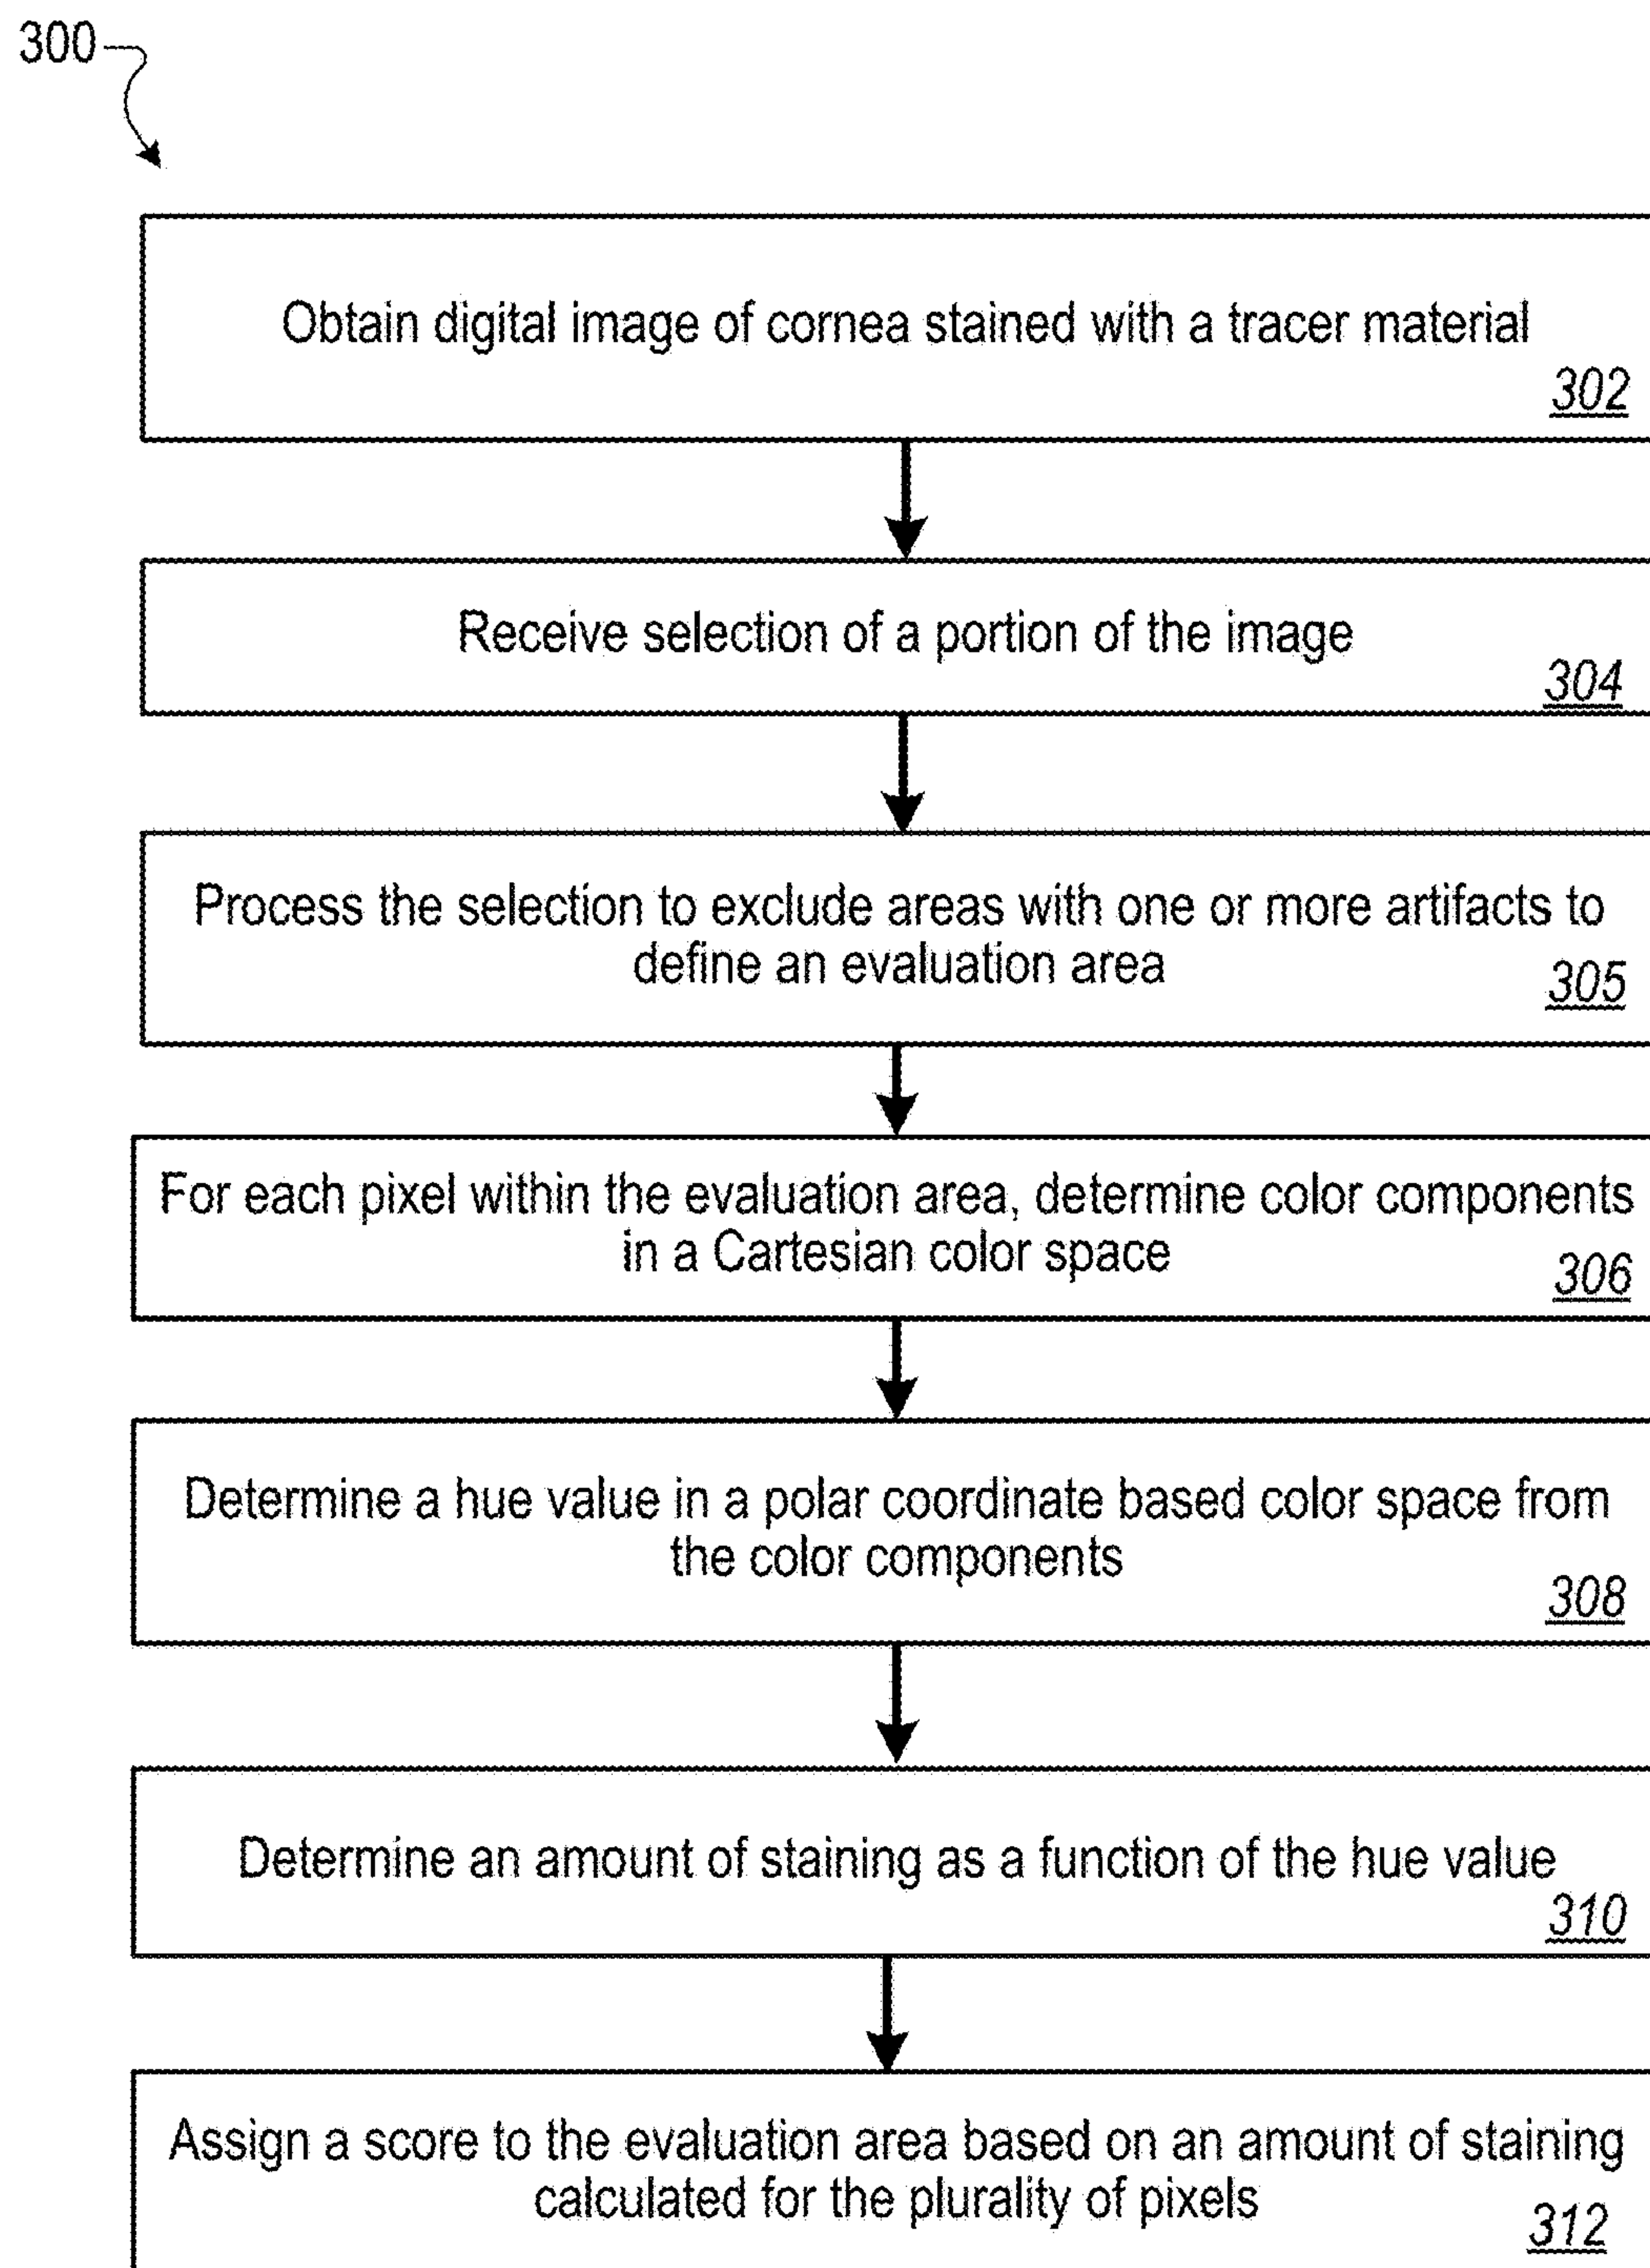 300
Obtain digital image of cornea stained with a tracer material
302
Receive selection of a portion of the image
304
Process the selection to exclude areas with one or more artifacts to
define an evaluation area
305
For each pixel within the evaluation area, determine color components
in a Cartesian color space
306
Determine a hue value in a polar coordinate based color space from
the color components
308
Determine an amount of staining as a function of the hue value
310
Assign a score to the evaluation area based on an amount of staining
calculated for the plurality of pixels
312